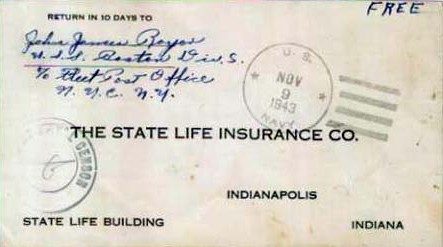 RETURN IN 10 DAYS TO
FREE
John James
U.S.S. Boston Div. S.
c/o Fleet Post Office
N.Y.C. N.Y.
U. S.
NOV
9
1943
NAVY
THE STATE LIFE INSURANCE CO.
CENSOR
INDIANAPOLIS
STATE LIFE BUILDING
INDIANA